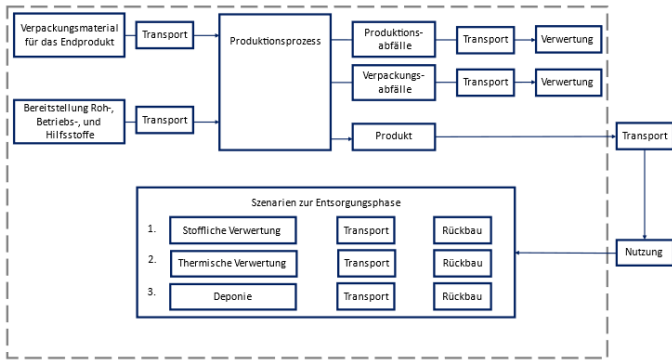 Verpackungsmaterial
für das Endprodukt
Transport
Produktionsprozess
Produktions-
abfälle
Transport
Verwertung
Verpackungs-
abfälle
Transport
Verwertung
Bereitstellung Roh-,
Betriebs-, und
Hilfsstoffe
Transport
Produkt
Transport
Szenarien zur Entsorgungsphase
1. Stoffliche Verwertung Transport Rückbau
2. Thermische Verwertung Transport Rückbau
3. Deponie Transport Rückbau
Nutzung